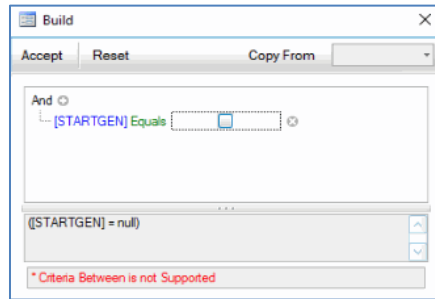 Build
Accept Reset Copy From
And
[STARTGEN] Equals
([STARTGEN] = null)
* Criteria Between is not Supported